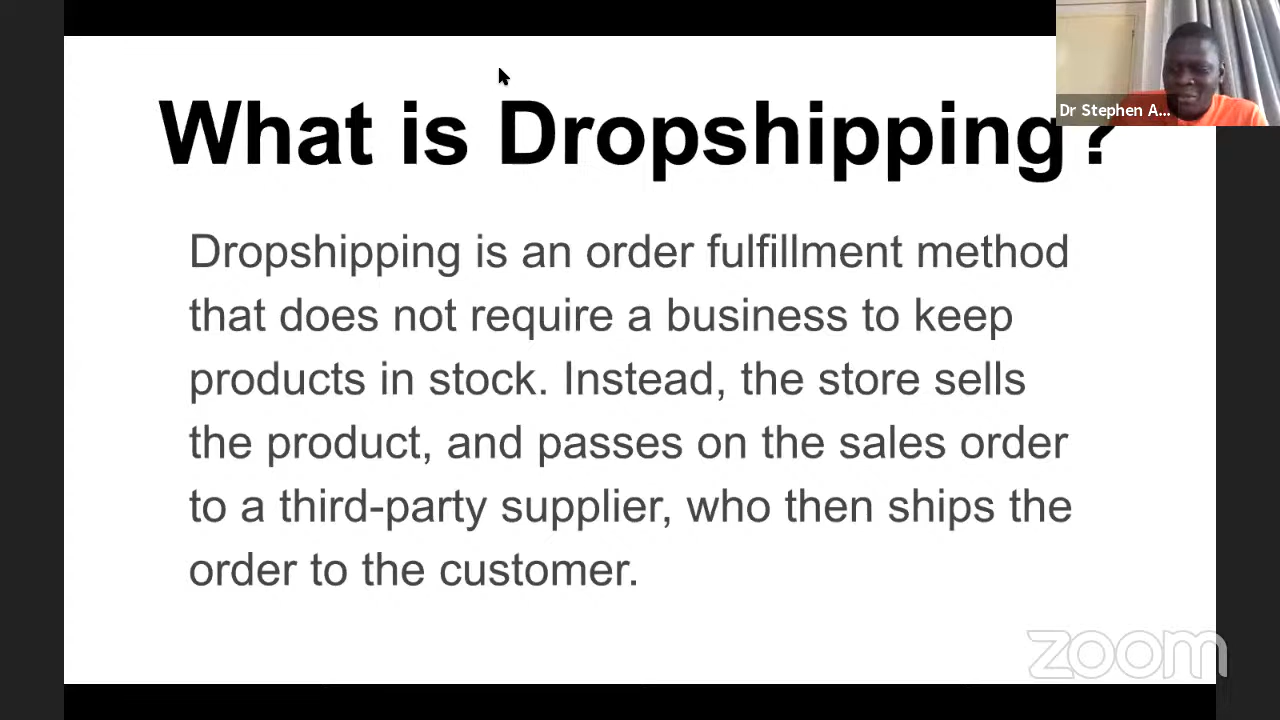 Dr Stephen A...
What is Dropshipping?
Dropshipping is an order fulfillment method
that does not require a business to keep
products in stock. Instead, the store sells
the product, and passes on the sales order
to a third-party supplier, who then ships the
order to the customer.
zoom